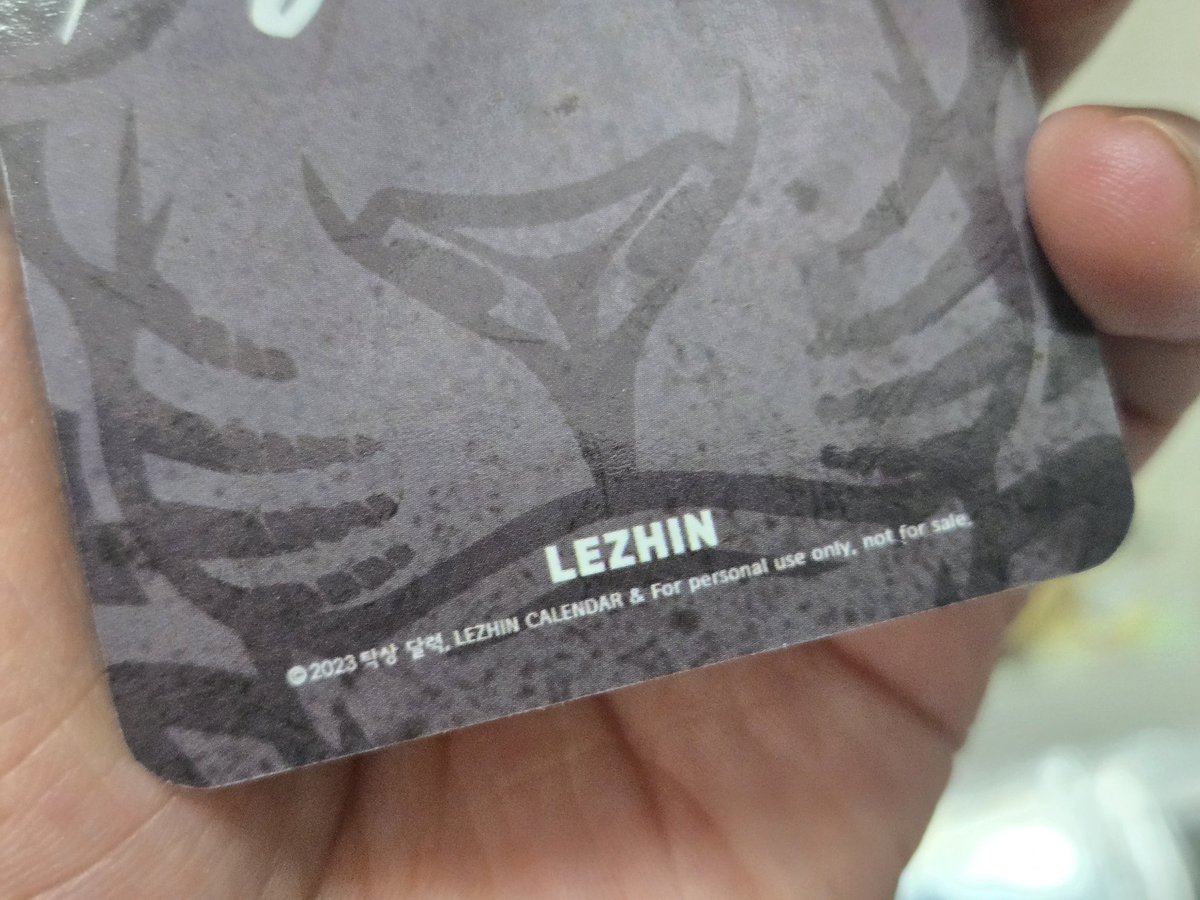 LEZHIN
©2023 탁상 달력, LEZHIN CALENDAR & For personal use only, not for sale.